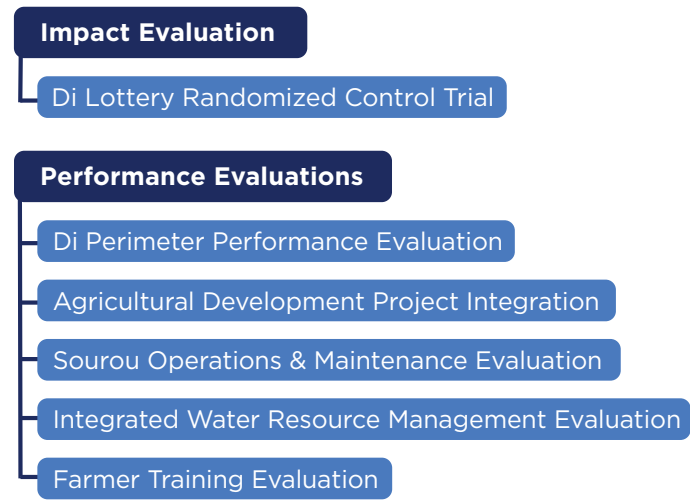 Impact Evaluation
Di Lottery Randomized Control Trial
Performance Evaluations
Di Perimeter Performance Evaluation
Agricultural Development Project Integration
Sourou Operations & Maintenance Evaluation
Integrated Water Resource Management Evaluation
Farmer Training Evaluation